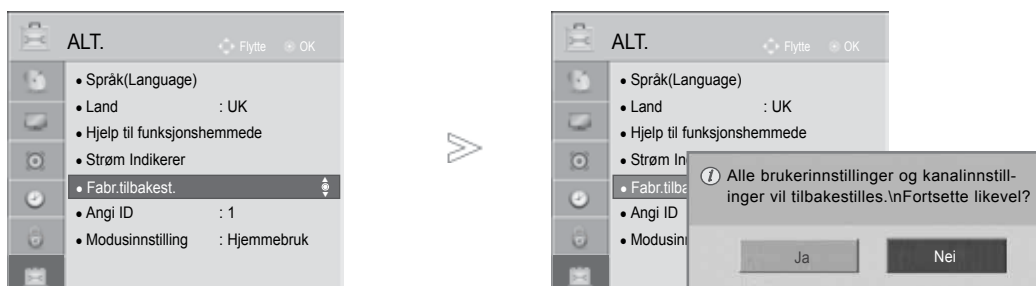 ALT.
Flytte
OK
• Språk(Language)
• Land : UK
• Hjelp til funksjonshemmede
• Strøm Indikerer
• Fabr.tilbakest.
• Angi ID : 1
• Modusinnstilling : Hjemmebruk
ALT.
Flytte
OK
• Språk(Language)
• Land : UK
• Hjelp til funksjonshemmede
• Strøm In
• Fabr.tilba
• Angi ID
• Modusinn
Alle brukerinnstillinger og kanalinnstill-
inger vil tilbakestilles.\nFortsette likevel?
Ja
Nei